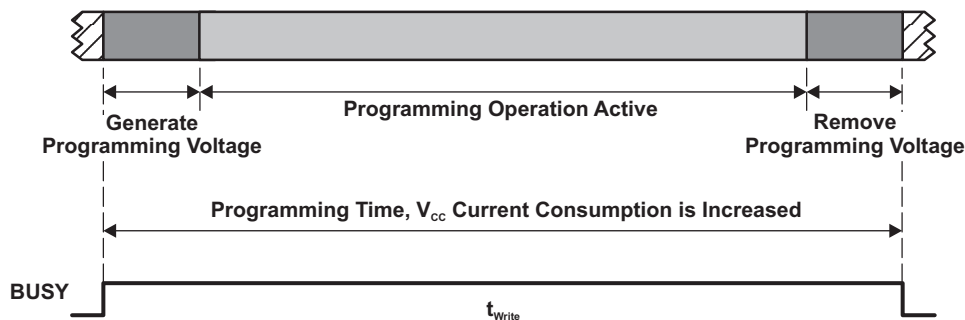 Programming Operation Active
Generate
Programming Voltage
Remove
Programming Voltage
Programming Time, VCC Current Consumption is Increased
BUSY
tWrite